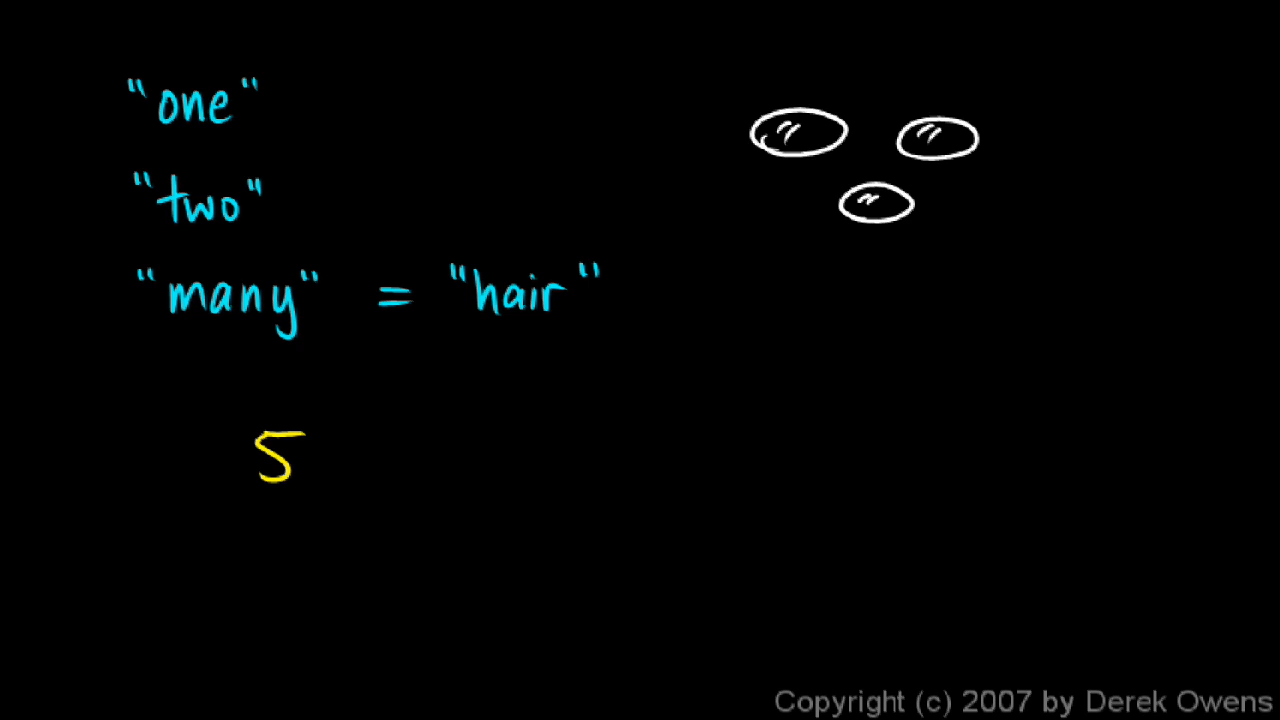 "one"
"two"
"many" = "hair"
5
Copyright (c) 2007 by Derek Owens